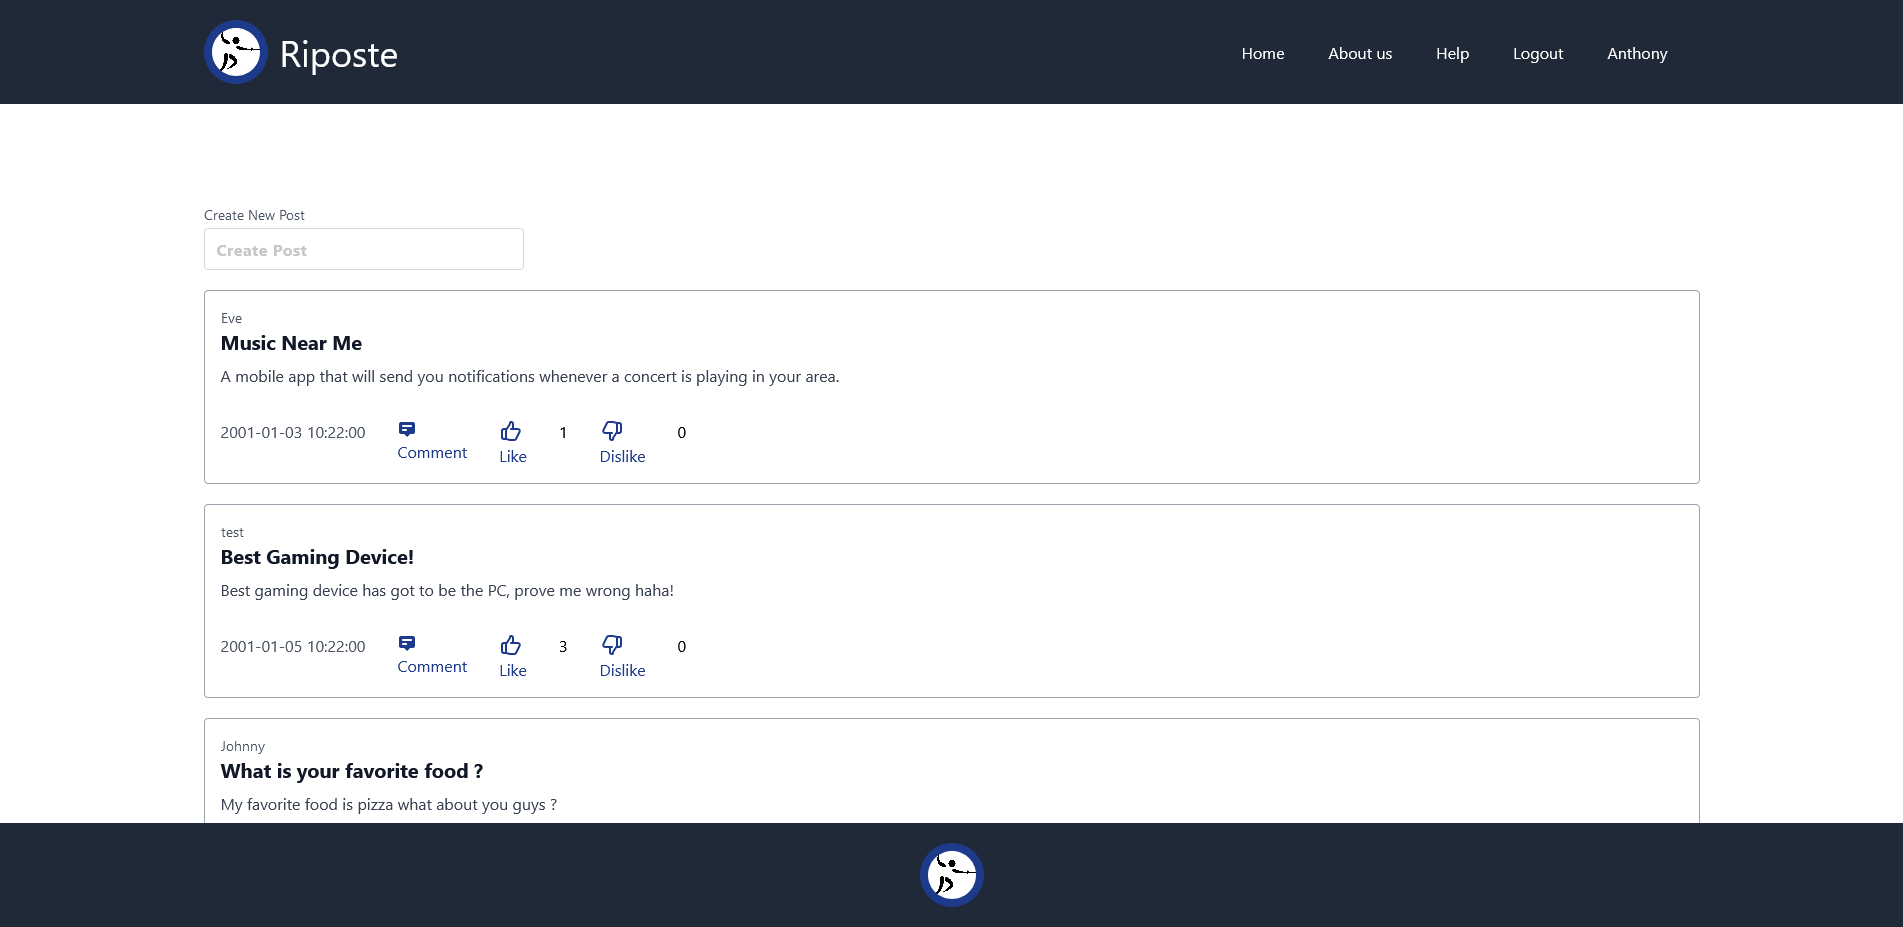 Riposte
Home About us Help Logout Anthony
Create New Post
Create Post
Eve
Music Near Me
A mobile app that will send you notifications whenever a concert is playing in your area.
2001-01-03 10:22:00 Comment Like 1 Dislike 0
test
Best Gaming Device!
Best gaming device has got to be the PC, prove me wrong haha!
2001-01-05 10:22:00 Comment Like 3 Dislike 0
Johnny
What is your favorite food ?
My favorite food is pizza what about you guys ?